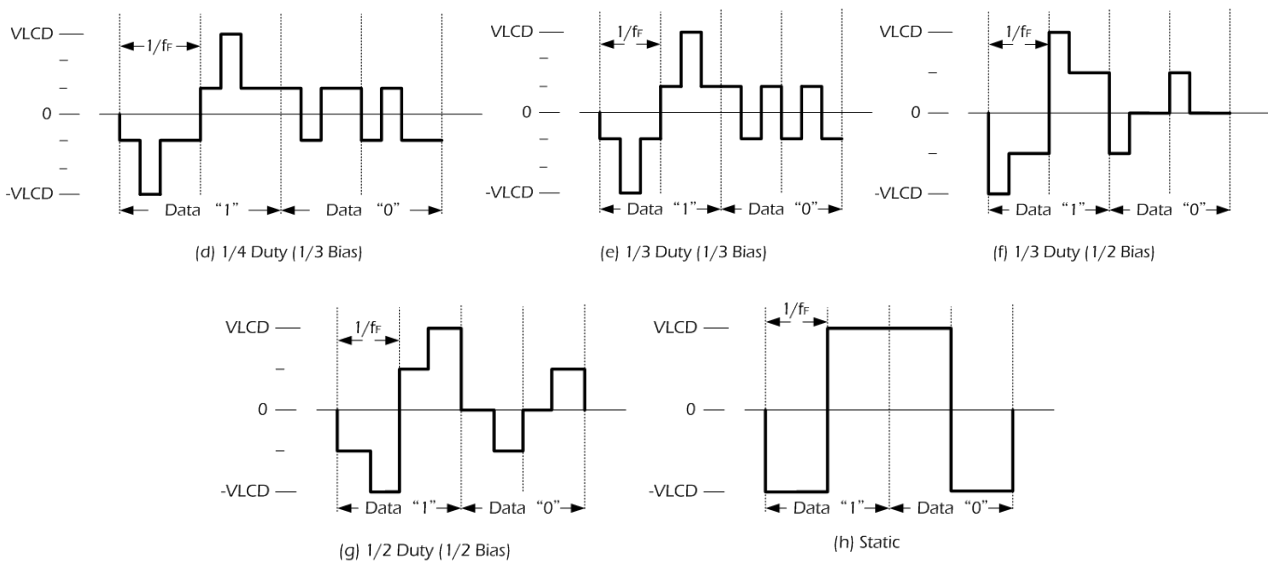 VLCD
1/fF
0
-VLCD
Data “1” Data “0”
(d) 1/4 Duty (1/3 Bias)
VLCD
1/fF
0
-VLCD
Data “1” Data “0”
(e) 1/3 Duty (1/3 Bias)
VLCD
1/fF
0
-VLCD
Data “1” Data “0”
(f) 1/3 Duty (1/2 Bias)
VLCD
1/fF
0
-VLCD
Data “1” Data “0”
(g) 1/2 Duty (1/2 Bias)
VLCD
1/fF
0
-VLCD
Data “1” Data “0”
(h) Static